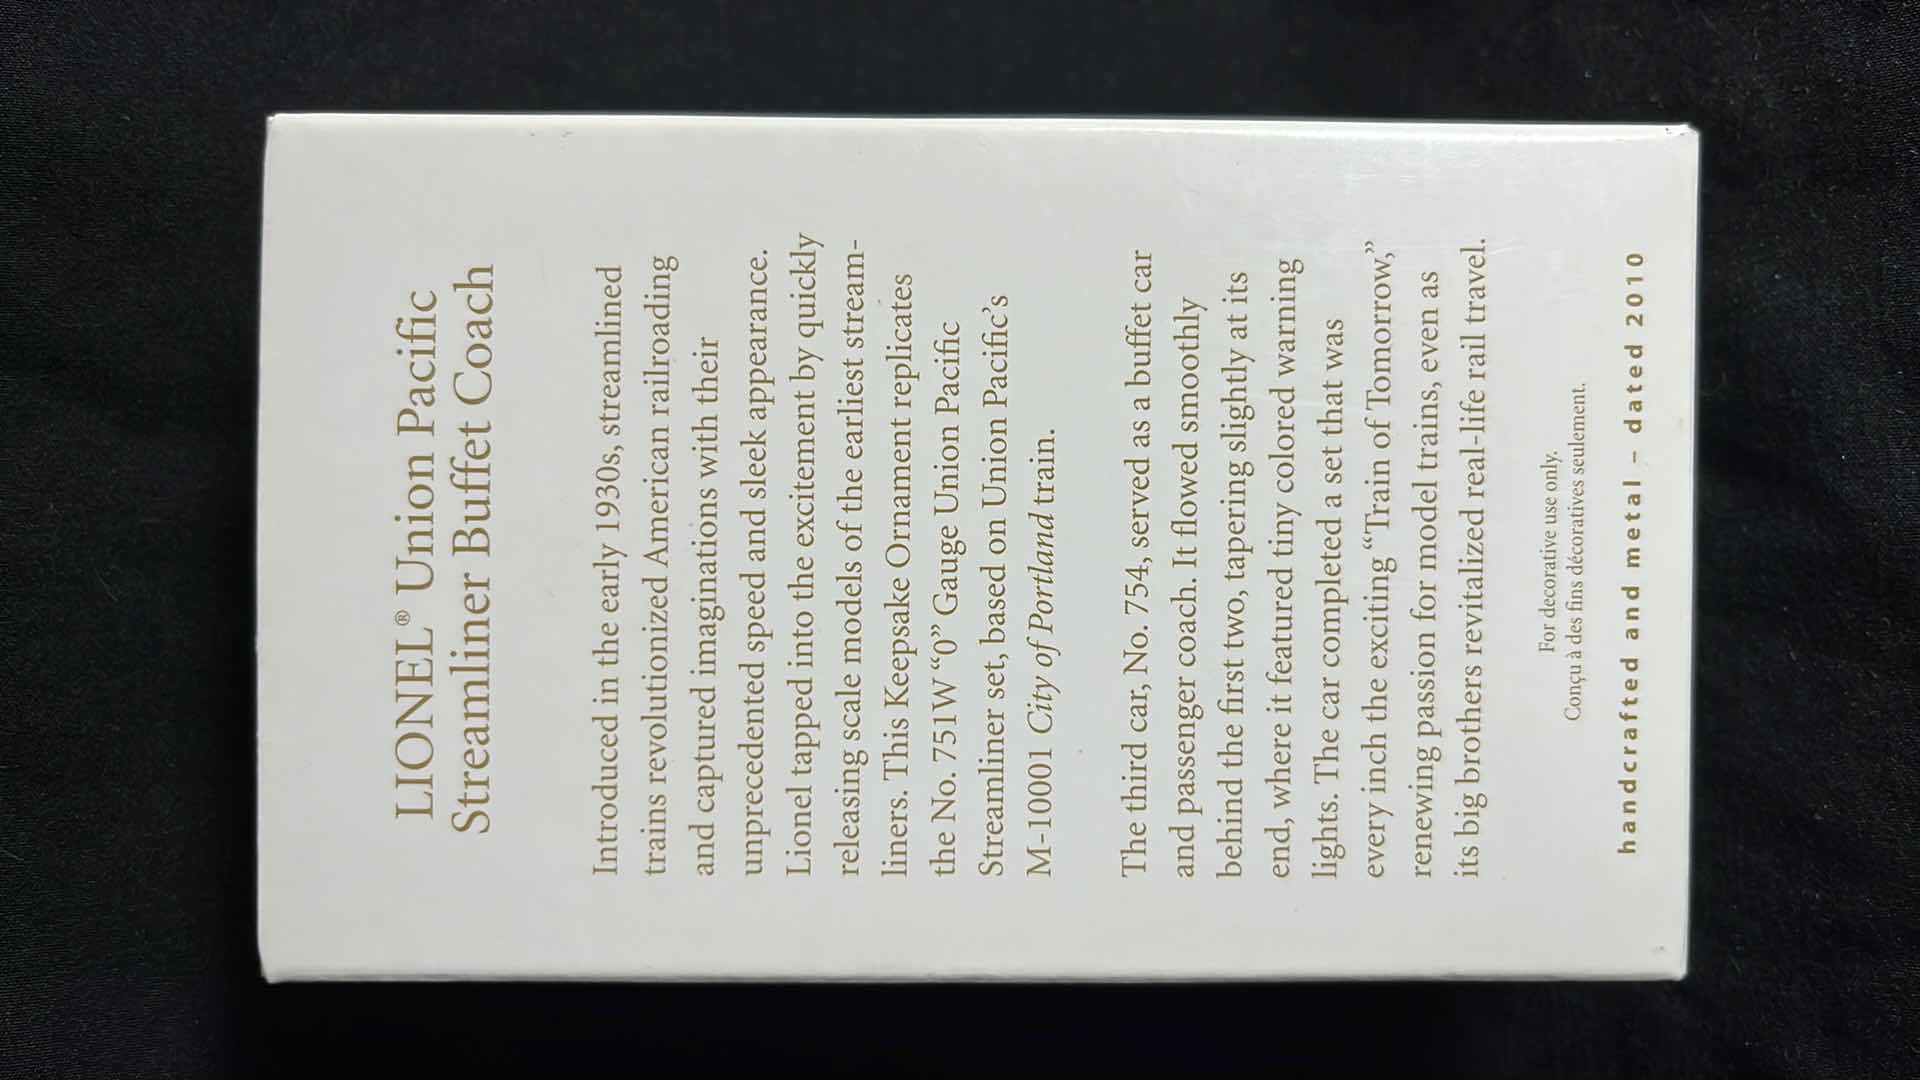 LIONEL® Union Pacific
Streamliner Buffet Coach
Introduced in the early 1930s, streamlined
trains revolutionized American railroading
and captured imaginations with their
unprecedented speed and sleek appearance.
Lionel tapped into the excitement by quickly
releasing scale models of the earliest stream-
liners. This Keepsake Ornament replicates
the No. 751W “0” Gauge Union Pacific
Streamliner set, based on Union Pacific’s
M-10001 City of Portland train.
The third car, No. 754, served as a buffet car
and passenger coach. It flowed smoothly
behind the first two, tapering slightly at its
end, where it featured tiny colored warning
lights. The car completed a set that was
every inch the exciting “Train of Tomorrow,”
renewing passion for model trains, even as
its big brothers revitalized real-life rail travel.
For decorative use only.
Conçu à des fins décoratives seulement.
handcrafted and metal – dated 2010